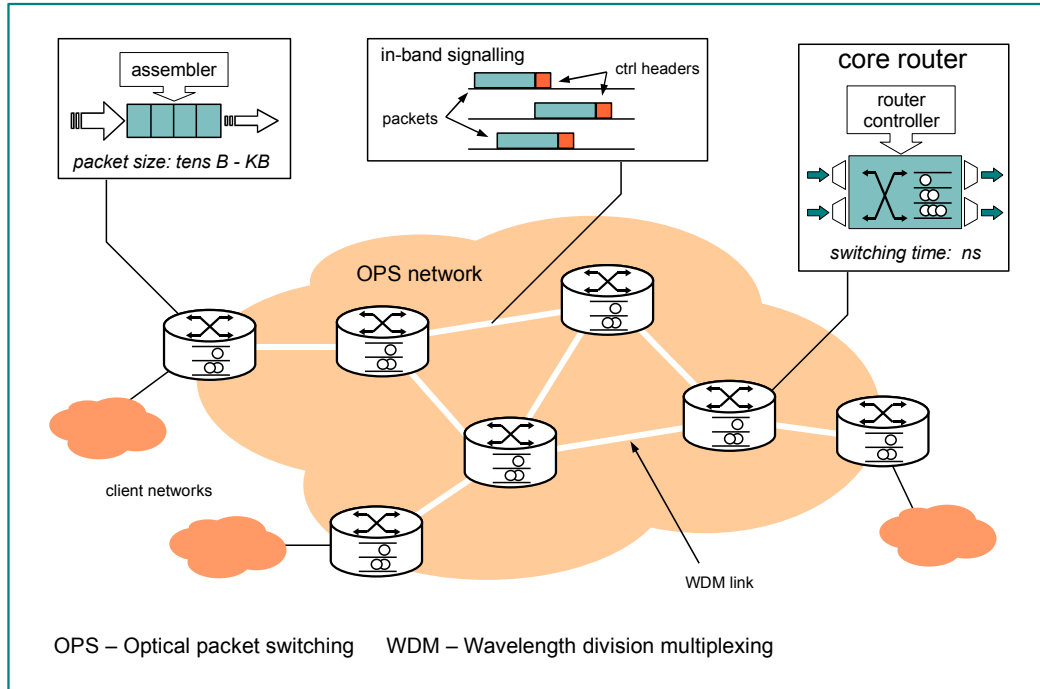 assembler
packet size: tens B - KB
in-band signalling
ctrl headers
packets
core router
router
controller
switching time:  ns
OPS network
client networks
WDM link
OPS – Optical packet switching
WDM – Wavelength division multiplexing